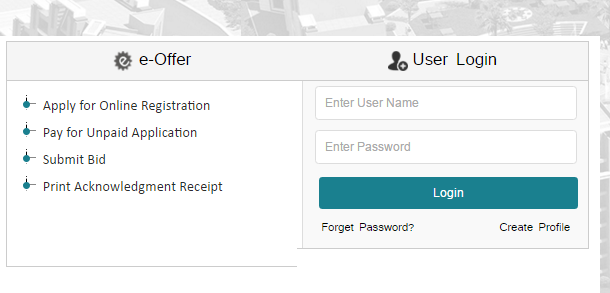 e-Offer
Apply for Online Registration
Pay for Unpaid Application
Submit Bid
Print Acknowledgment Receipt
User Login
Enter User Name
Enter Password
Login
Forget Password? Create Profile